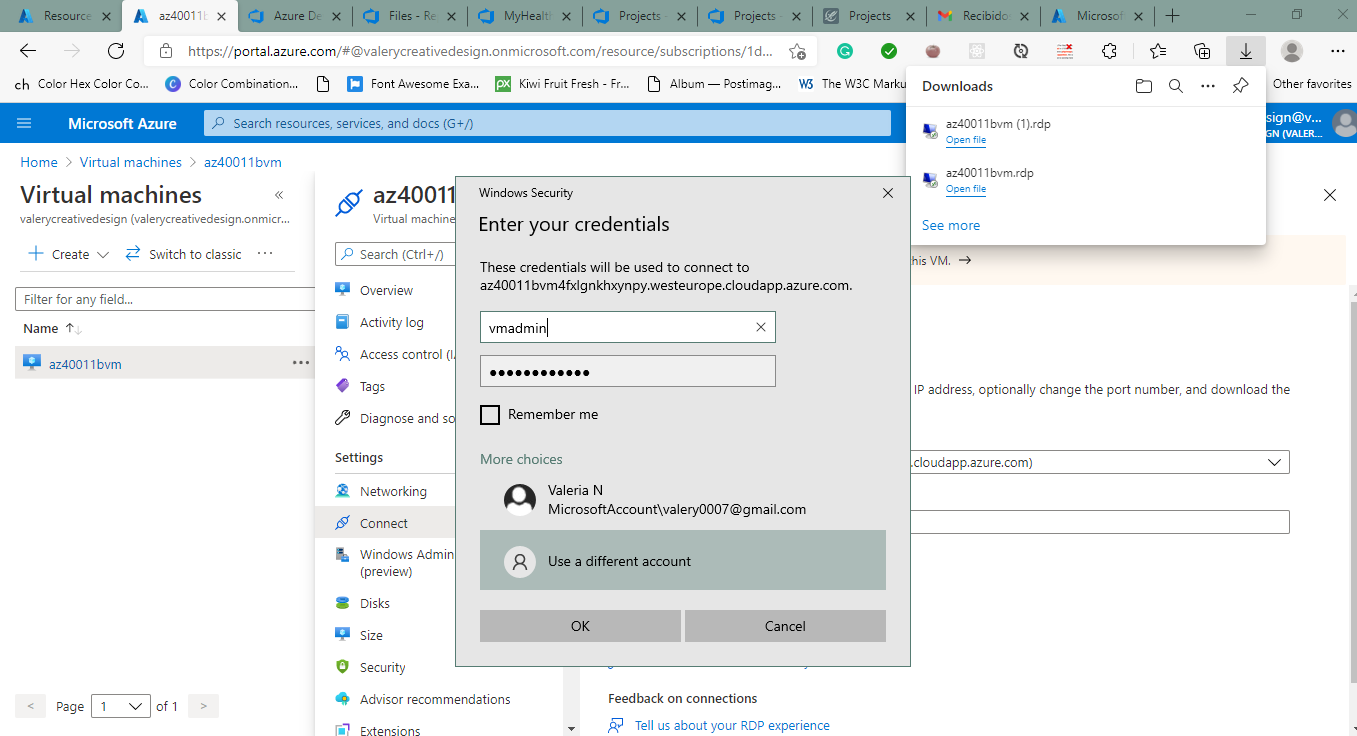 Resource
az40011b
Azure De
Files - Re
MyHealt
Projects -
Projects -
Projects
Recibido
Microsof
https://portal.azure.com/#@valerycreativedesign.onmicrosoft.com/resource/subscriptions/1d...
ch Color Hex Color Co...
C Color Combination...
Font Awesome Exa...
px Kiwi Fruit Fresh - Fr...
Album — Postimag...
W3 The W3C Marku
Other favorites
Downloads
az40011bvm (1).rdp
Open file
az40011bvm.rdp
Open file
See more
Microsoft Azure
Search resources, services, and docs (G+/)
sign@v...
GN (VALER...
Home > Virtual machines > az40011bvm
Virtual machines
valerycreativedesign (valerycreativedesign.onmicr...
Create
Switch to classic
Filter for any field...
Name
az40011bvm
< Page 1 of 1 >
az40011
Virtual machine
Search (Ctrl+/)
Overview
Activity log
Access control (I
Tags
Diagnose and so
Settings
Networking
Connect
Windows Admin
(preview)
Disks
Size
Security
Advisor recommendations
Extensions
Windows Security
Enter your credentials
These credentials will be used to connect to
az40011bvm4fxlgnkhxynpy.westeurope.cloudapp.azure.com.
vmadmin
●●●●●●●●●●●●
Remember me
More choices
Valeria N
MicrosoftAccount\valery0007@gmail.com
Use a different account
OK
Cancel
his VM.
IP address, optionally change the port number, and download the
.cloudapp.azure.com)
Feedback on connections
Tell us about your RDP experience